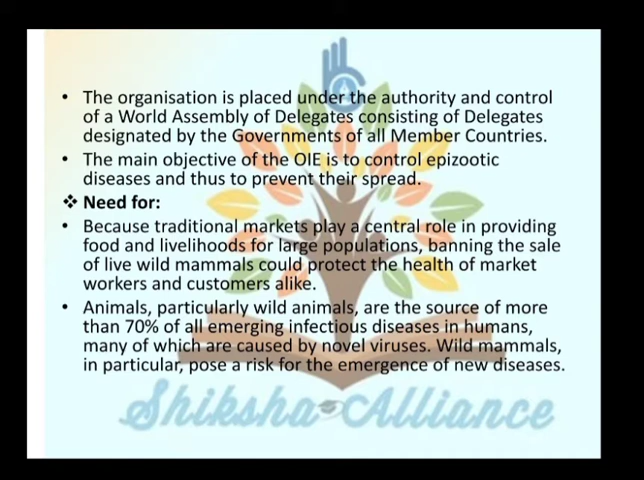 • The organisation is placed under the authority and control
of a World Assembly of Delegates consisting of Delegates
designated by the Governments of all Member Countries.
• The main objective of the OIE is to control epizootic
diseases and thus to prevent their spread.
❖ Need for:
• Because traditional markets play a central role in providing
food and livelihoods for large populations, banning the sale
of live wild mammals could protect the health of market
workers and customers alike.
• Animals, particularly wild animals, are the source of more
than 70% of all emerging infectious diseases in humans,
many of which are caused by novel viruses. Wild mammals,
in particular, pose a risk for the emergence of new diseases.
Shiksha Alliance